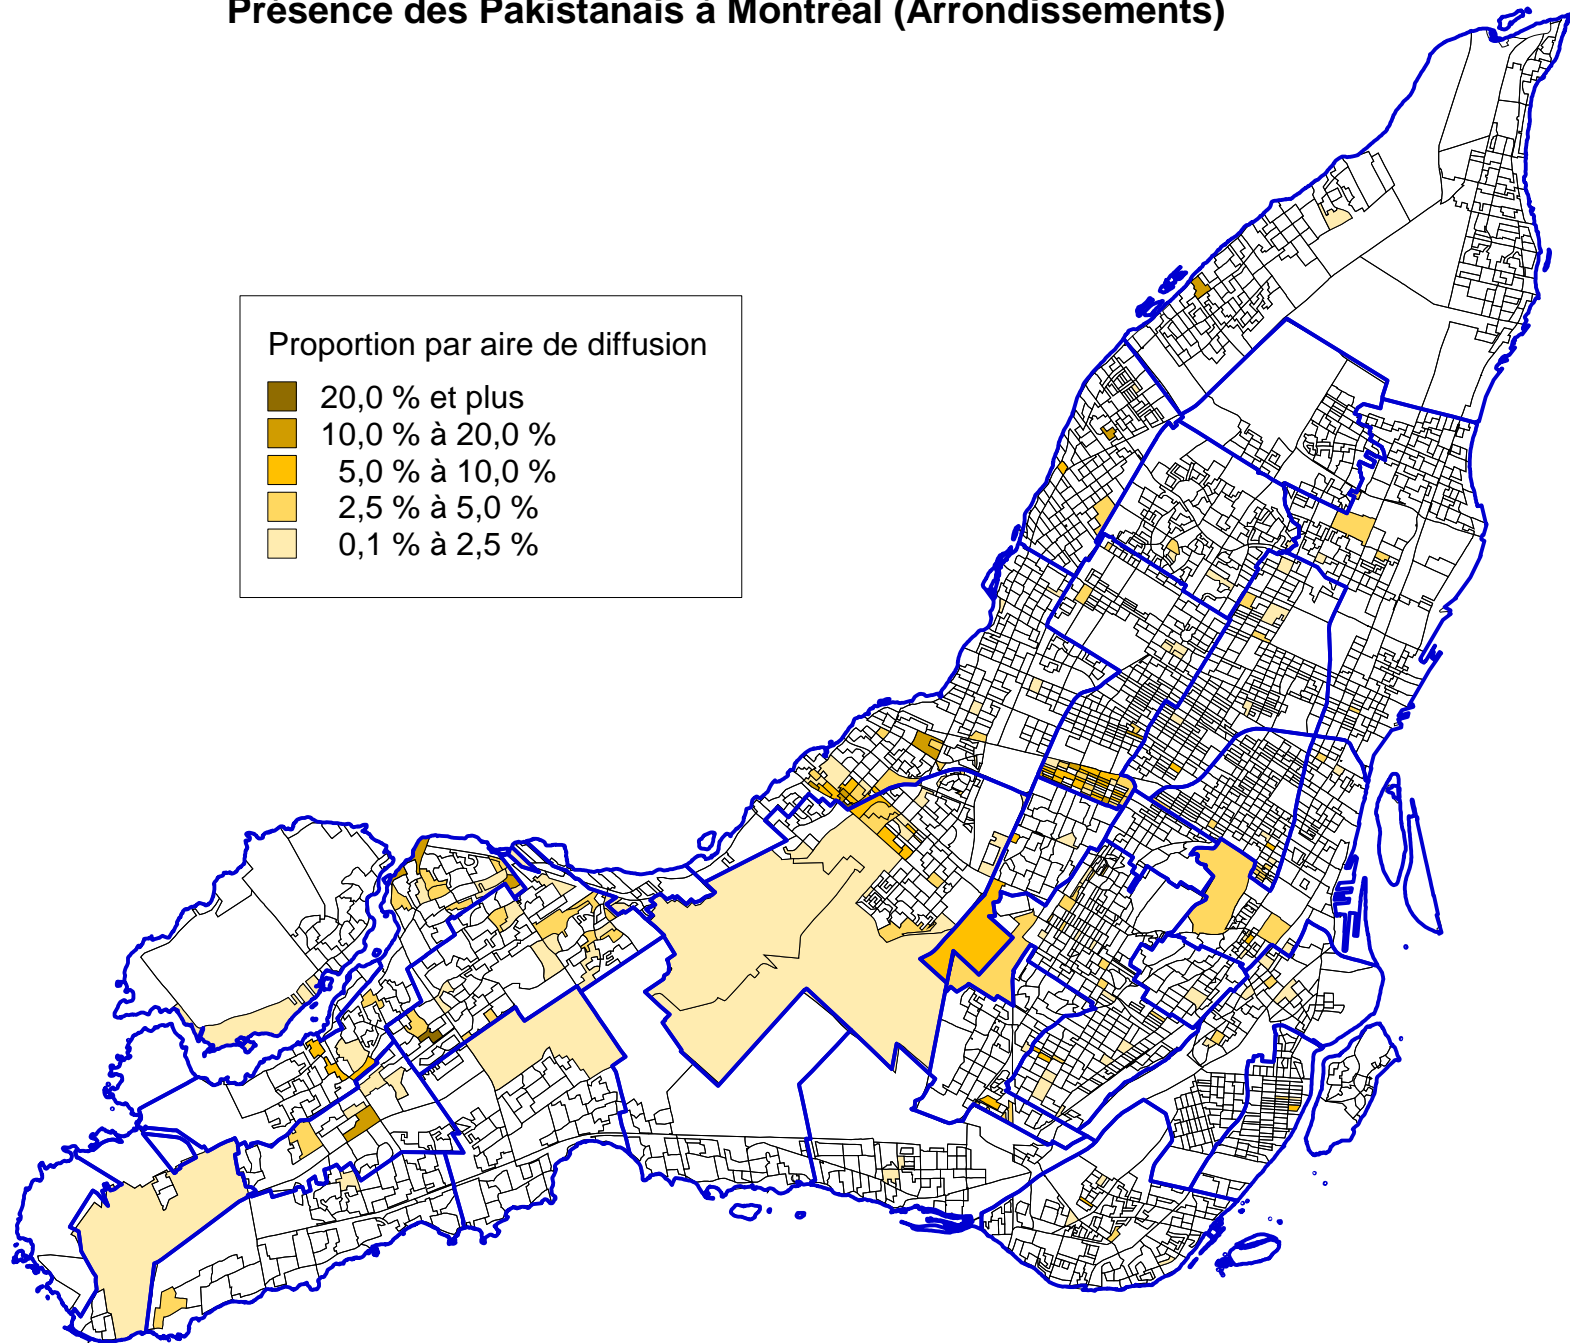 Présence des Pakistanais à Montréal (Arrondissements)
Proportion par aire de diffusion
20,0 % et plus
10,0 % à 20,0 %
5,0 % à 10,0 %
2,5 % à 5,0 %
0,1 % à 2,5 %